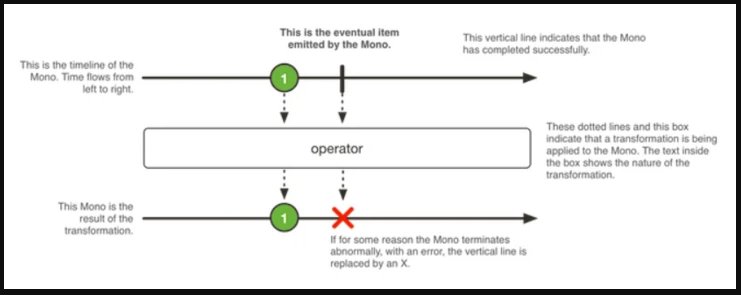 This is the eventual item
emitted by the Mono.
This vertical line indicates that the Mono
has completed successfully.
This is the timeline of the
Mono. Time flows from
left to right.
1
These dotted lines and this box
indicate that a transformation is being
applied to the Mono. The text inside
the box shows the nature of the
transformation.
operator
This Mono is the
result of the
transformation.
1
If for some reason the Mono terminates
abnormally, with an error, the vertical line is
replaced by an X.